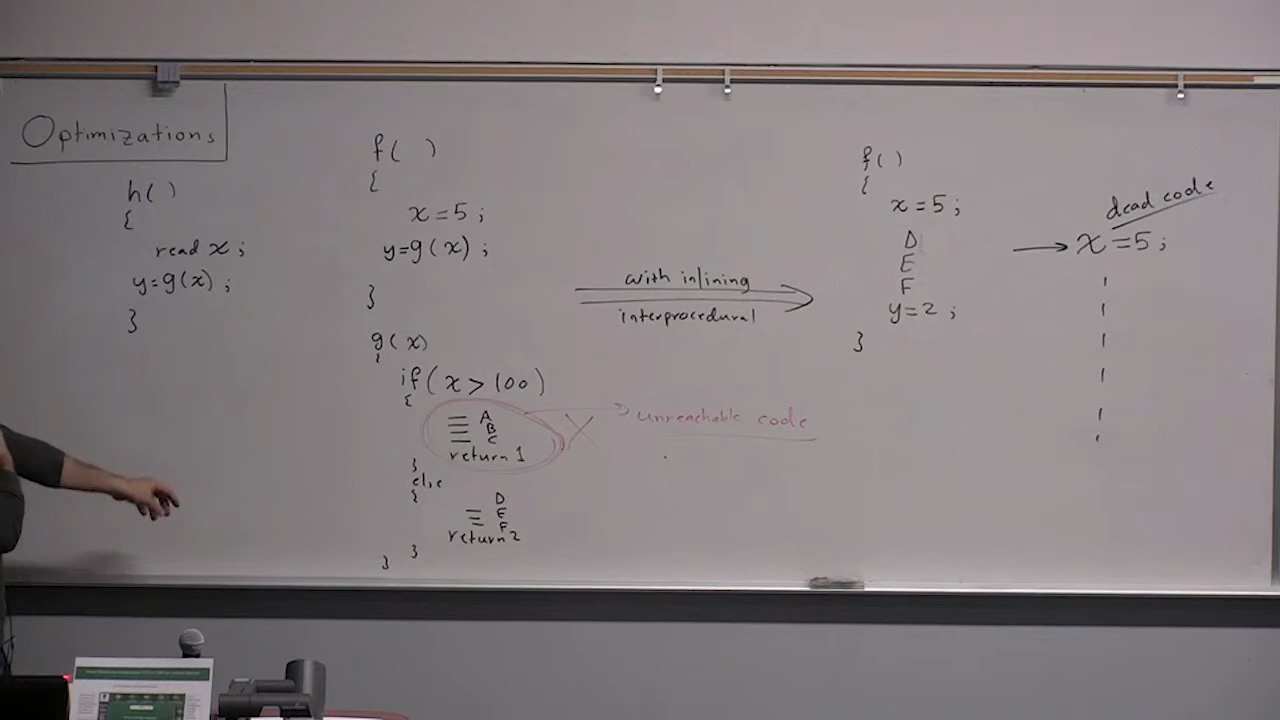 Optimizations
h( )
{
read x ;
y=g(x) ;
}
f( )
{
x=5 ;
y=g(x) ;
}
g(x)
{
if(x>100)
{
A
B
C
return 1
}
else
{
D
E
F
return 2
}
}
with inlining
interprocedural
unreachable code
f( )
{
x=5 ;
D
E
F
y=2 ;
}
dead code
x=5 ;